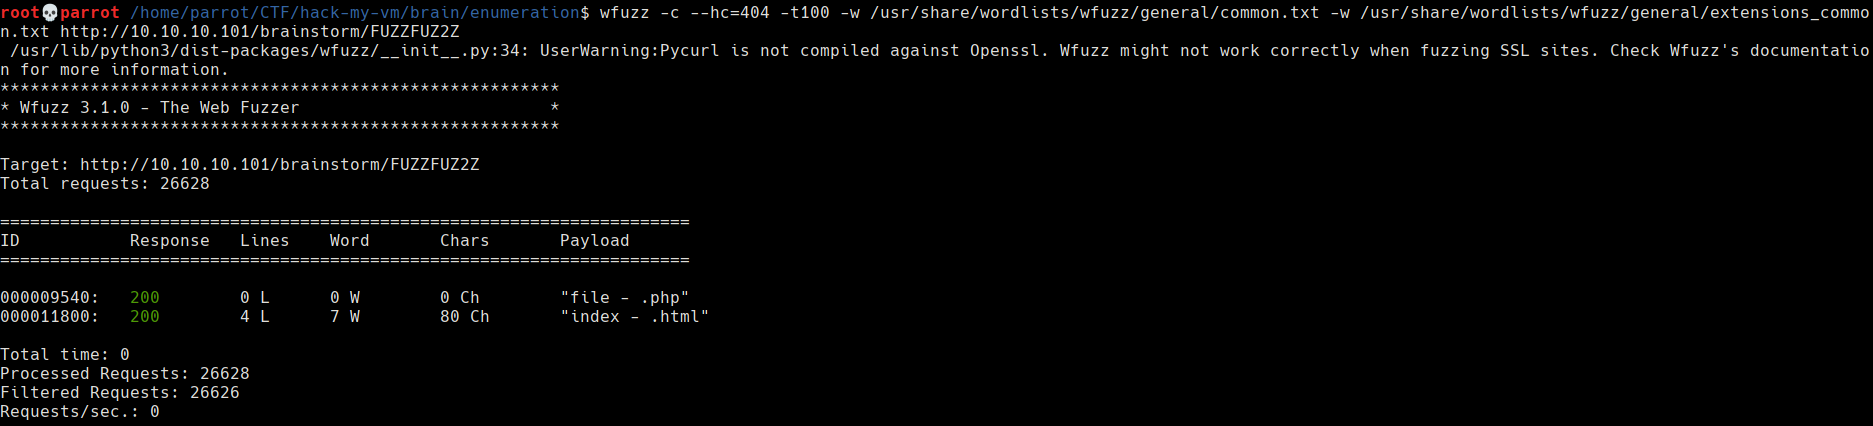 root💀parrot /home/parrot/CTF/hack-my-vm/brain/enumeration$ wfuzz -c --hc=404 -t100 -w /usr/share/wordlists/wfuzz/general/common.txt -w /usr/share/wordlists/wfuzz/general/extensions_commo
n.txt http://10.10.10.101/brainstorm/FUZZFUZ2Z
 /usr/lib/python3/dist-packages/wfuzz/__init__.py:34: UserWarning:Pycurl is not compiled against Openssl. Wfuzz might not work correctly when fuzzing SSL sites. Check Wfuzz's documentatio
n for more information.
********************************************************
* Wfuzz 3.1.0 - The Web Fuzzer                         *
********************************************************

Target: http://10.10.10.101/brainstorm/FUZZFUZ2Z
Total requests: 26628

=====================================================================
ID           Response   Lines    Word        Chars       Payload
=====================================================================

000009540:   200        0 L      0 W         0 Ch        "file - .php"
000011800:   200        4 L      7 W         80 Ch       "index - .html"

Total time: 0
Processed Requests: 26628
Filtered Requests: 26626
Requests/sec.: 0